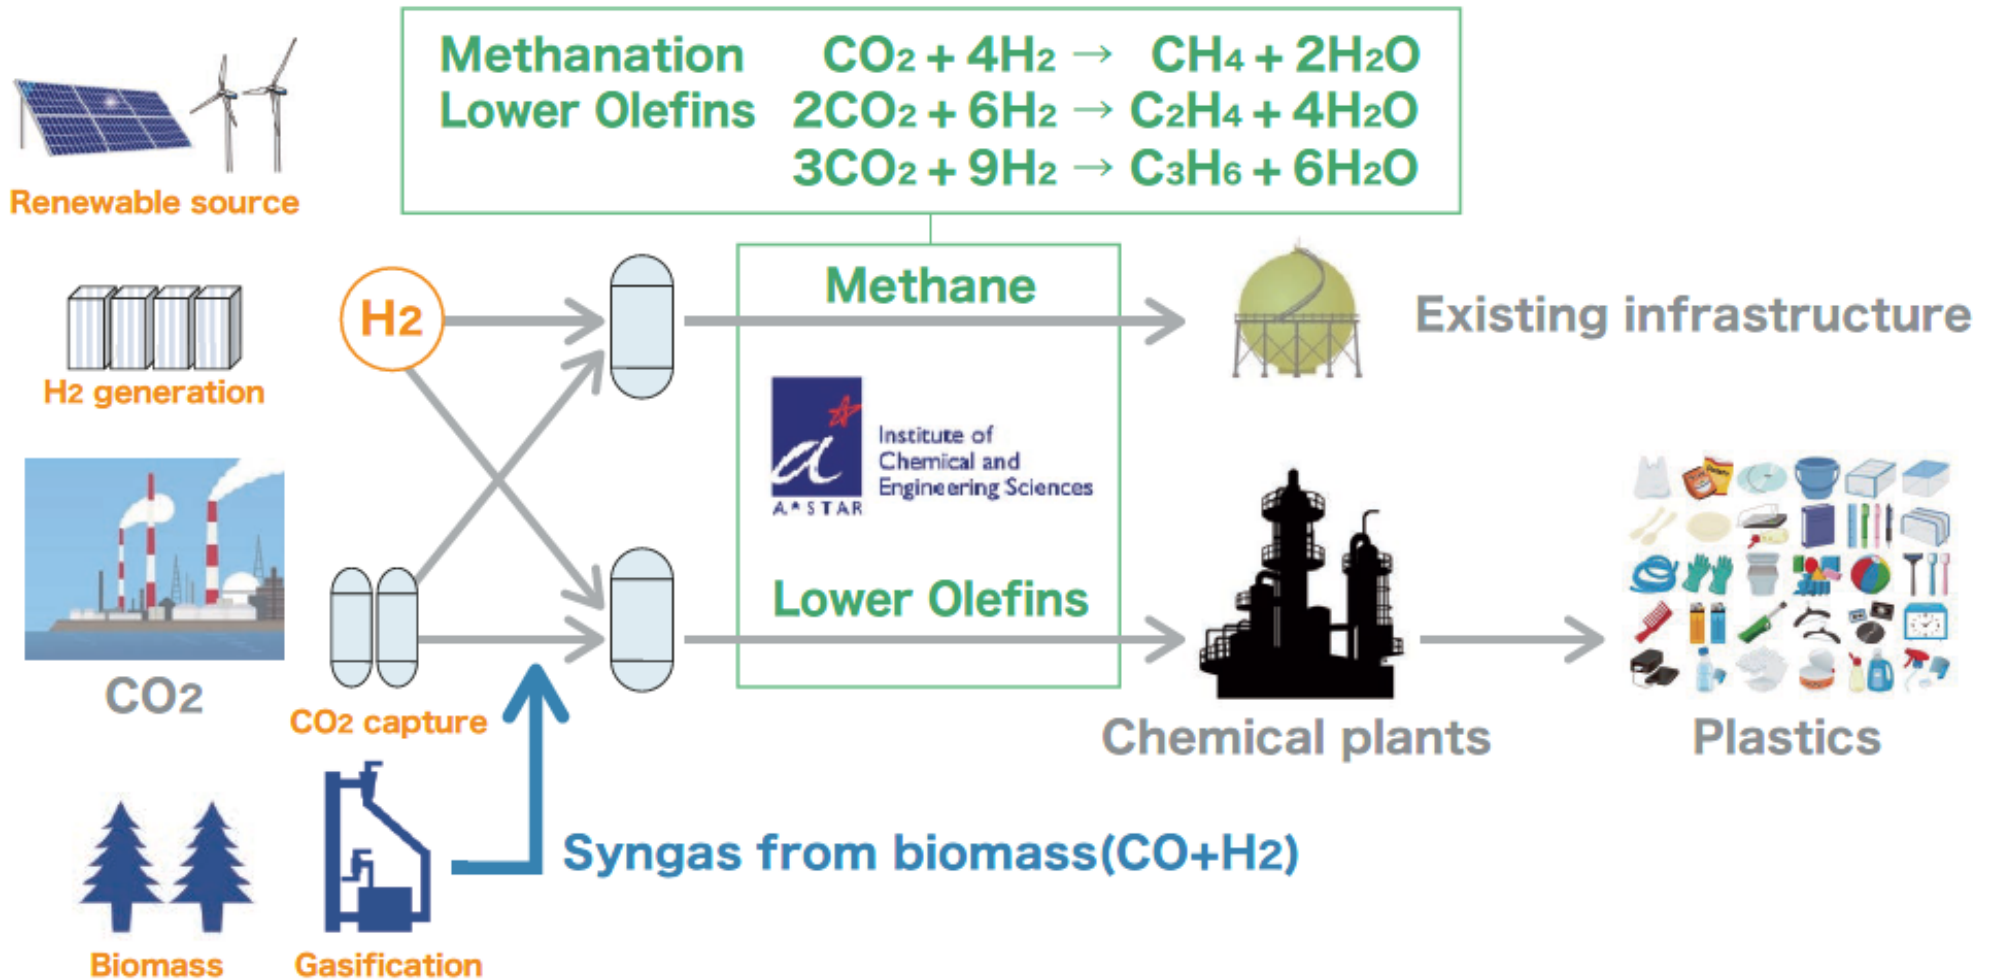 Methanation CO2 + 4H2 → CH4 + 2H2O
Lower Olefins 2CO2 + 6H2 → C2H4 + 4H2O
3CO2 + 9H2 → C3H6 + 6H2O
Renewable source
H2 generation
H2
Methane
Existing infrastructure
a
A*STAR
Institute of
Chemical and
Engineering Sciences
Lower Olefins
CO2
CO2 capture
Chemical plants
Plastics
Syngas from biomass(CO+H2)
Biomass
Gasification